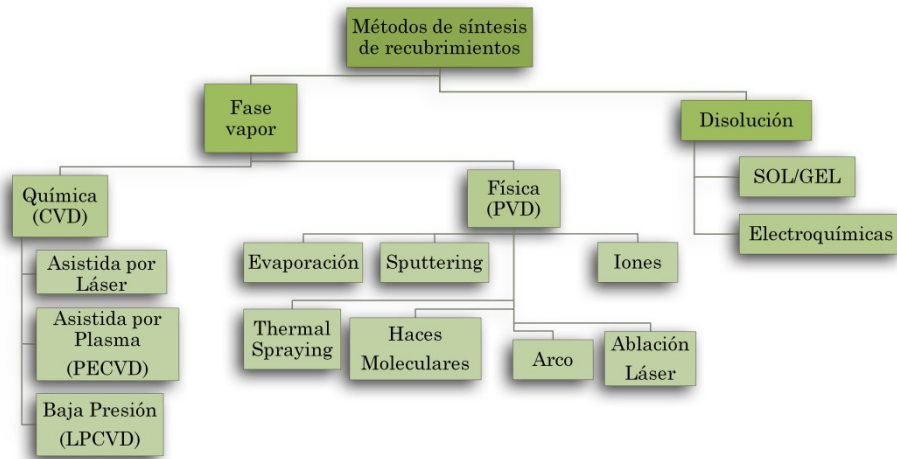 Métodos de síntesis
de recubrimientos
Fase
vapor
Disolución
Química
(CVD)
Física
(PVD)
SOL/GEL
Electroquímicas
Asistida por
Láser
Asistida por
Plasma
(PECVD)
Baja Presión
(LPCVD)
Evaporación
Sputtering
Iones
Thermal
Spraying
Haces
Moleculares
Arco
Ablación
Láser